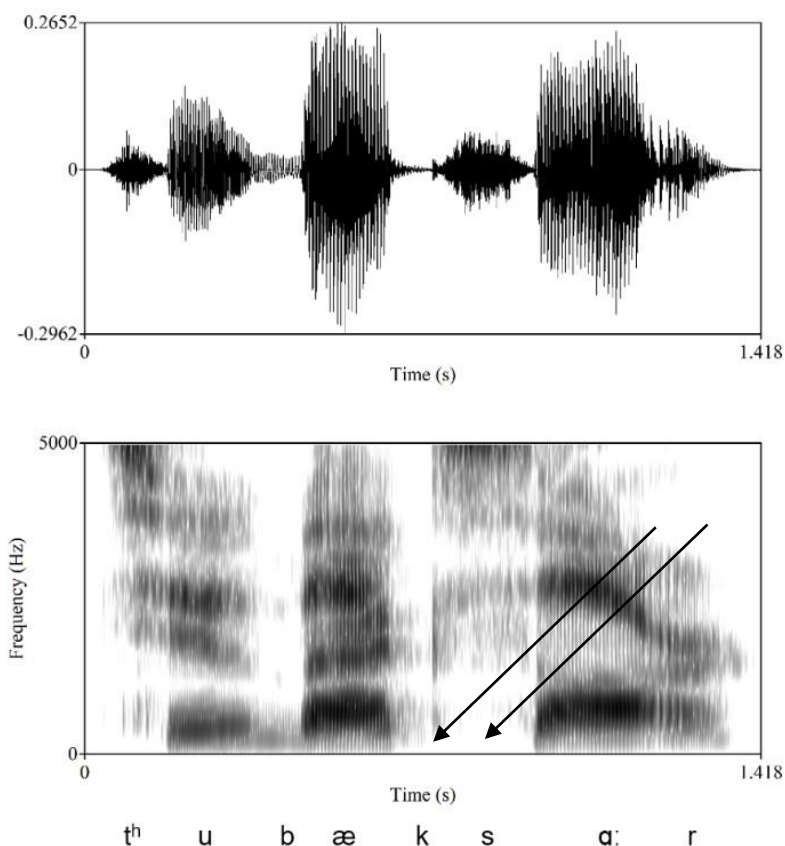 0.2652
0
-0.2962
0 1.418
Time (s)
5000
Frequency (Hz)
0
0 1.418
Time (s)
tʰ u b æ k s ɑː r